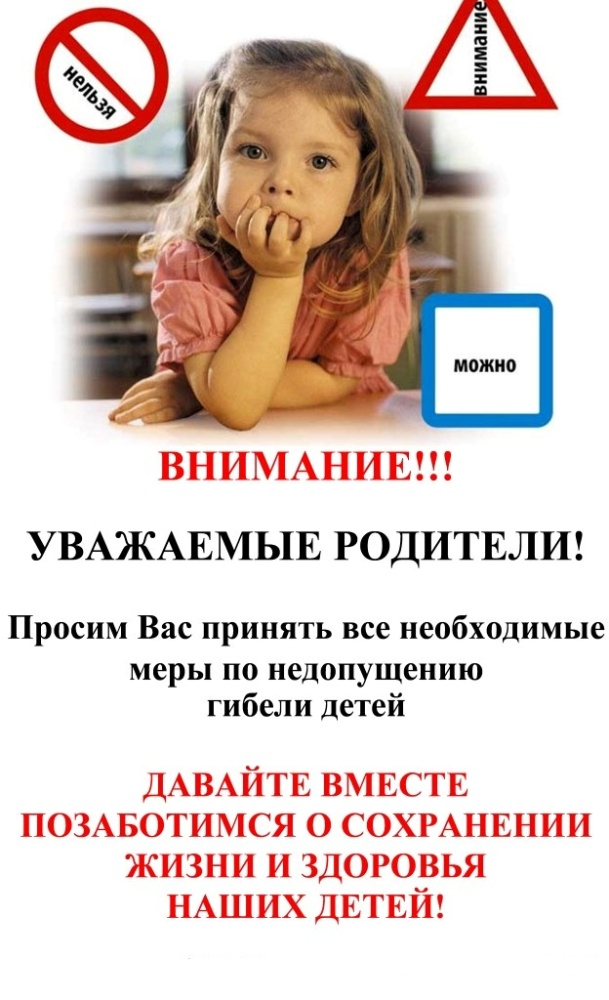 нельзя
внимание
можно
ВНИМАНИЕ!!!
УВАЖАЕМЫЕ РОДИТЕЛИ!
Просим Вас принять все необходимые
меры по недопущению
гибели детей
ДАВАЙТЕ ВМЕСТЕ
ПОЗАБОТИМСЯ О СОХРАНЕНИИ
ЖИЗНИ И ЗДОРОВЬЯ
НАШИХ ДЕТЕЙ!